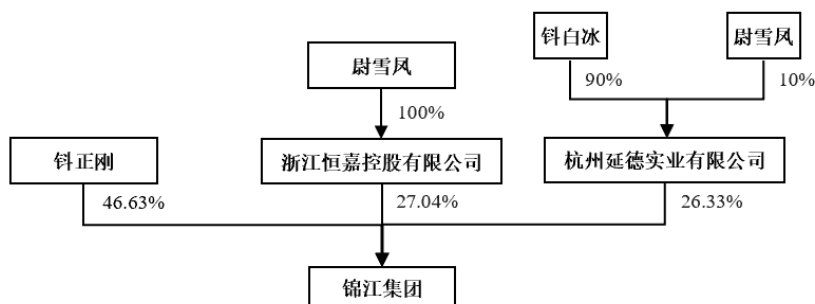 钭白冰
尉雪凤
尉雪凤
90%
10%
100%
钭正刚
浙江恒嘉控股有限公司
杭州延德实业有限公司
46.63%
27.04%
26.33%
锦江集团